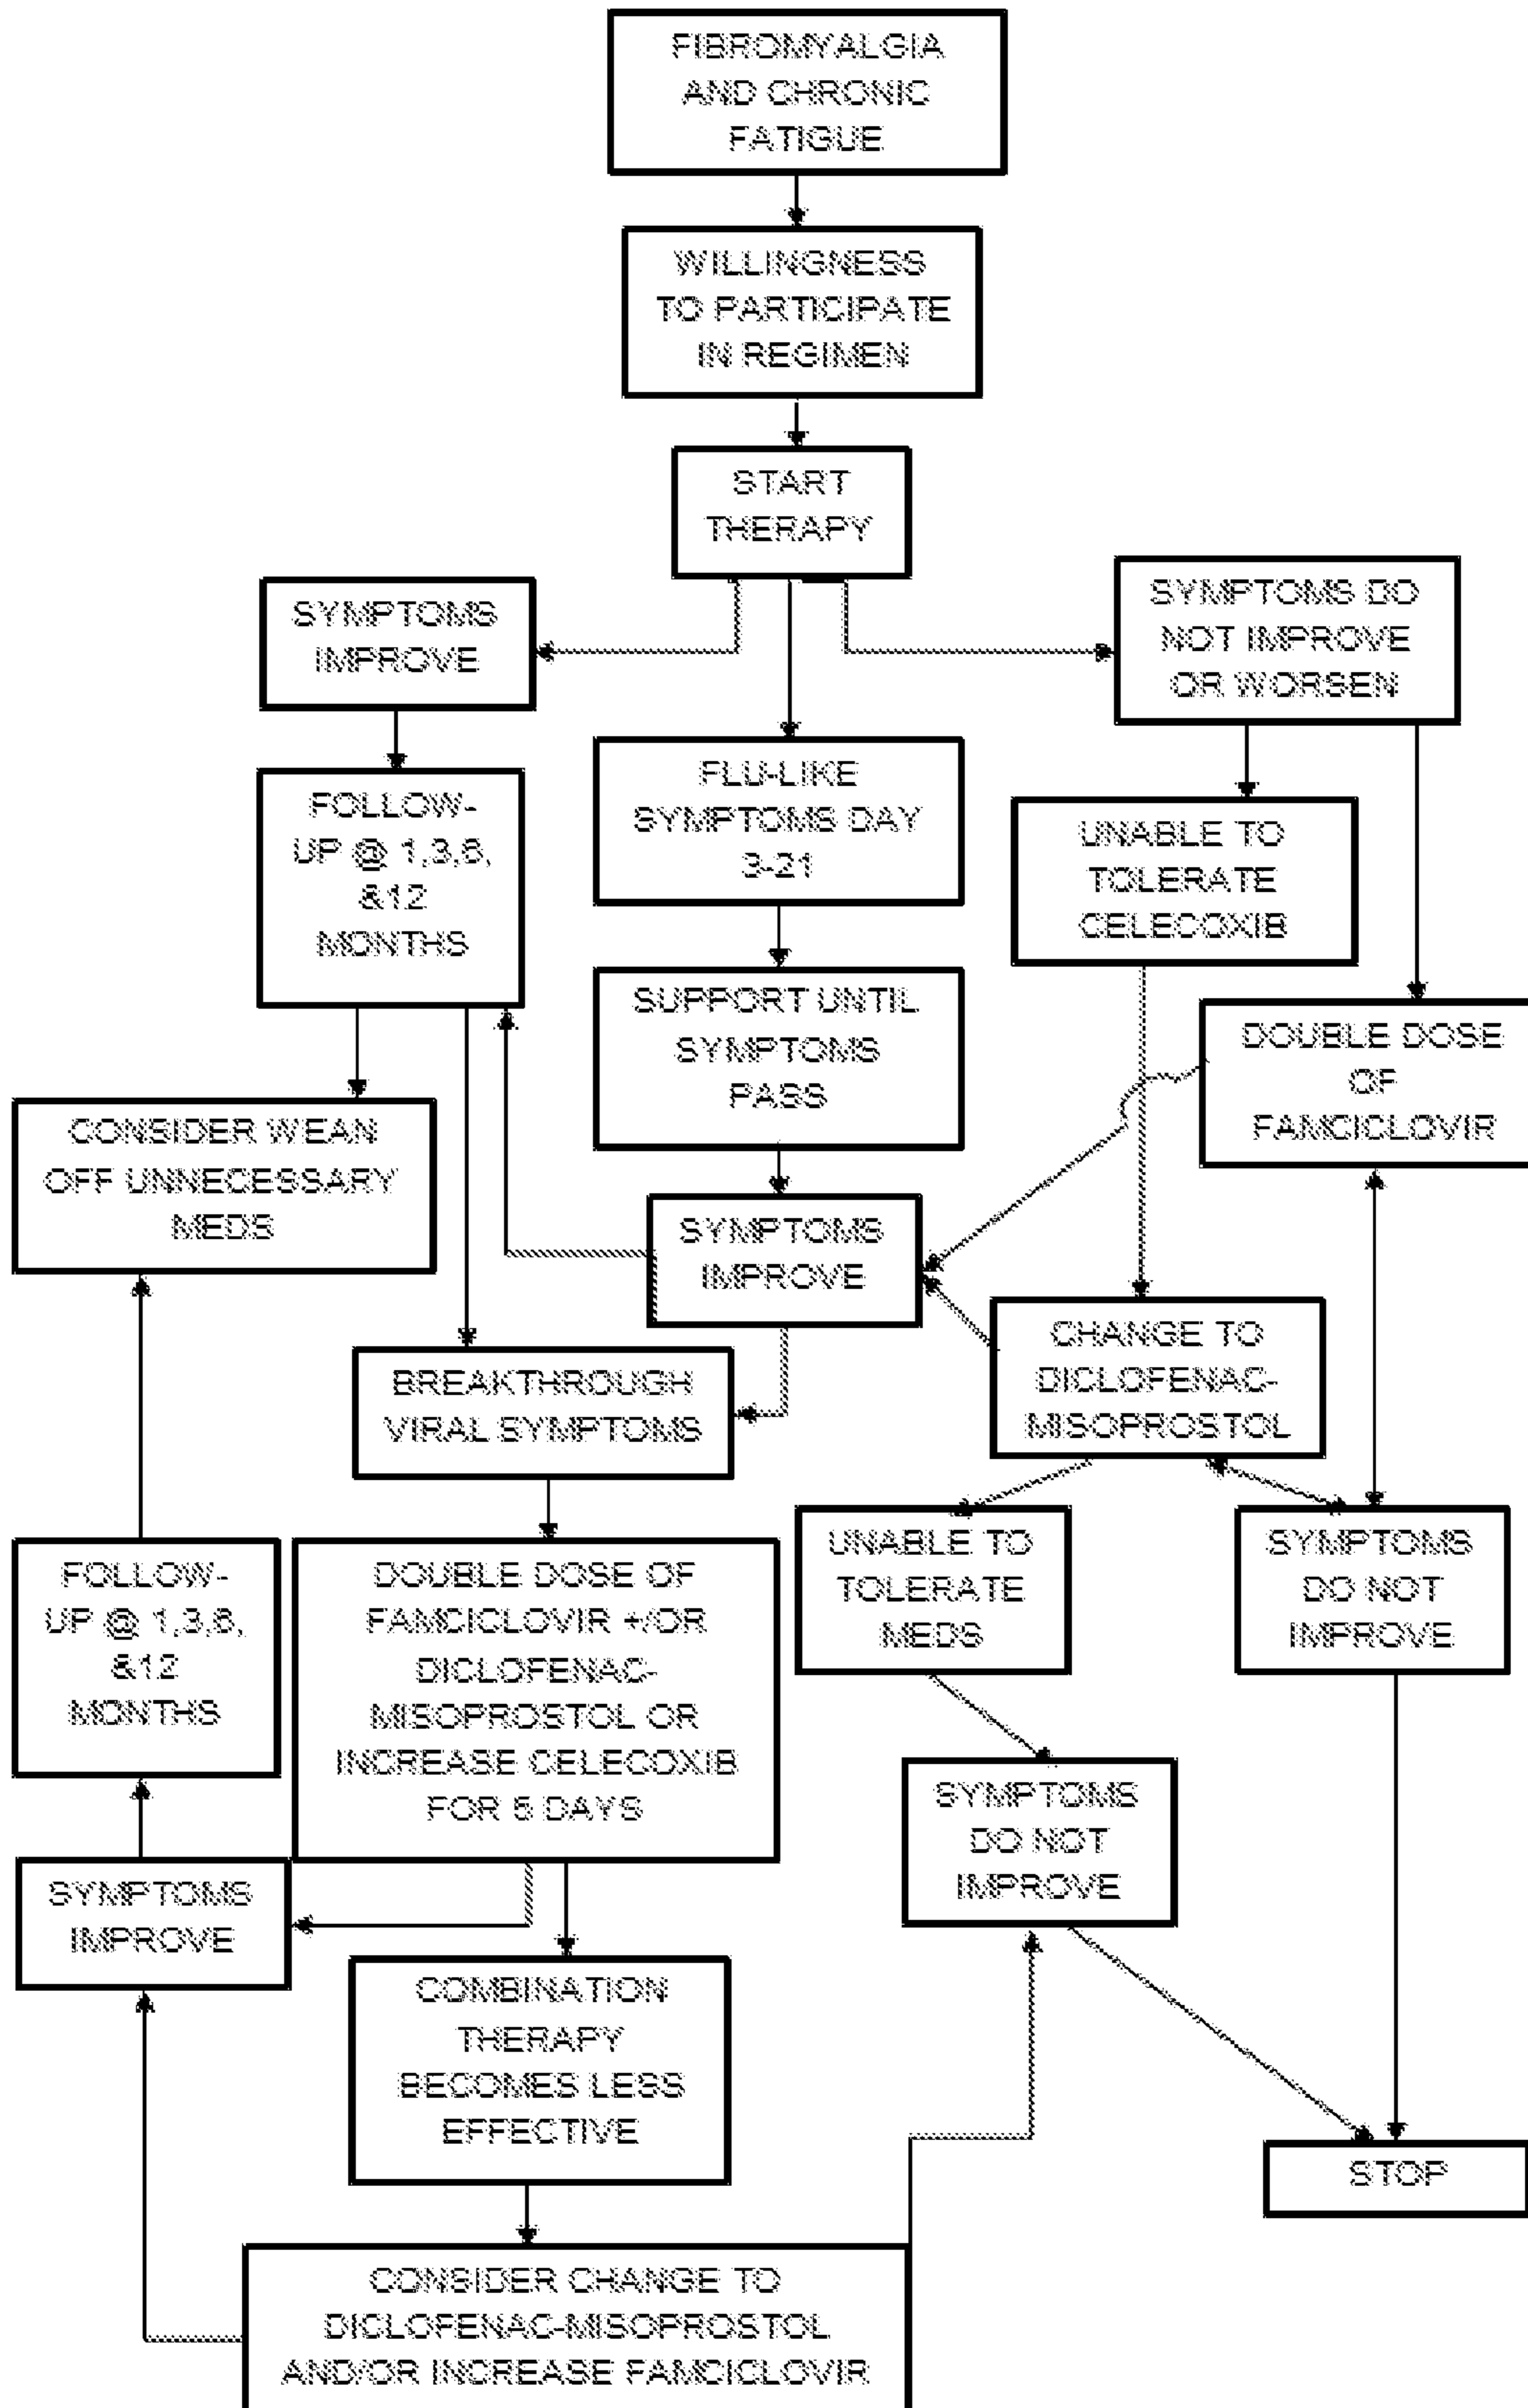 FIBROMYALGIA
AND CHRONIC
FATIGUE
WILLINGNESS
TO PARTICIPATE
IN REGIMEN
START
THERAPY
SYMPTOMS
IMPROVE
SYMPTOMS DO
NOT IMPROVE
OR WORSEN
FOLLOW-
UP @ 1,3,6,
&12
MONTHS
FLU-LIKE
SYMPTOMS DAY
3-21
UNABLE TO
TOLERATE
CELECOXIB
SUPPORT UNTIL
SYMPTOMS
PASS
DOUBLE DOSE
OF
FAMCICLOVIR
CONSIDER WEAN
OFF UNNECESSARY
MEDS
SYMPTOMS
IMPROVE
CHANGE TO
DICLOFENAC-
MISOPROSTOL
BREAKTHROUGH
VIRAL SYMPTOMS
UNABLE TO
TOLERATE
MEDS
SYMPTOMS
DO NOT
IMPROVE
FOLLOW-
UP @ 1,3,6,
&12
MONTHS
DOUBLE DOSE OF
FAMCICLOVIR +/OR
DICLOFENAC-
MISOPROSTOL OR
INCREASE CELECOXIB
FOR DAYS
SYMPTOMS
DO NOT
IMPROVE
SYMPTOMS
IMPROVE
COMBINATION
THERAPY
BECOMES LESS
EFFECTIVE
STOP
CONSIDER CHANGE TO
DICLOFENAC-MISOPROSTOL
AND/OR INCREASE FAMCICLOVIR